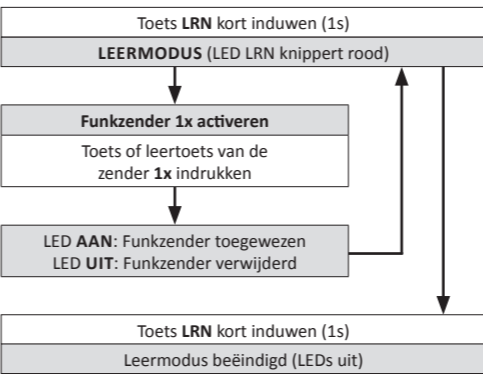 Toets LRN kort induwen (1s)
LEERMODUS (LED LRN knippert rood)
Funkzender 1x activeren
Toets of leertoets van de
zender 1x indrukken
LED AAN: Funkzender toegewezen
LED UIT: Funkzender verwijderd
Toets LRN kort induwen (1s)
Leermodus beëindigd (LEDs uit)